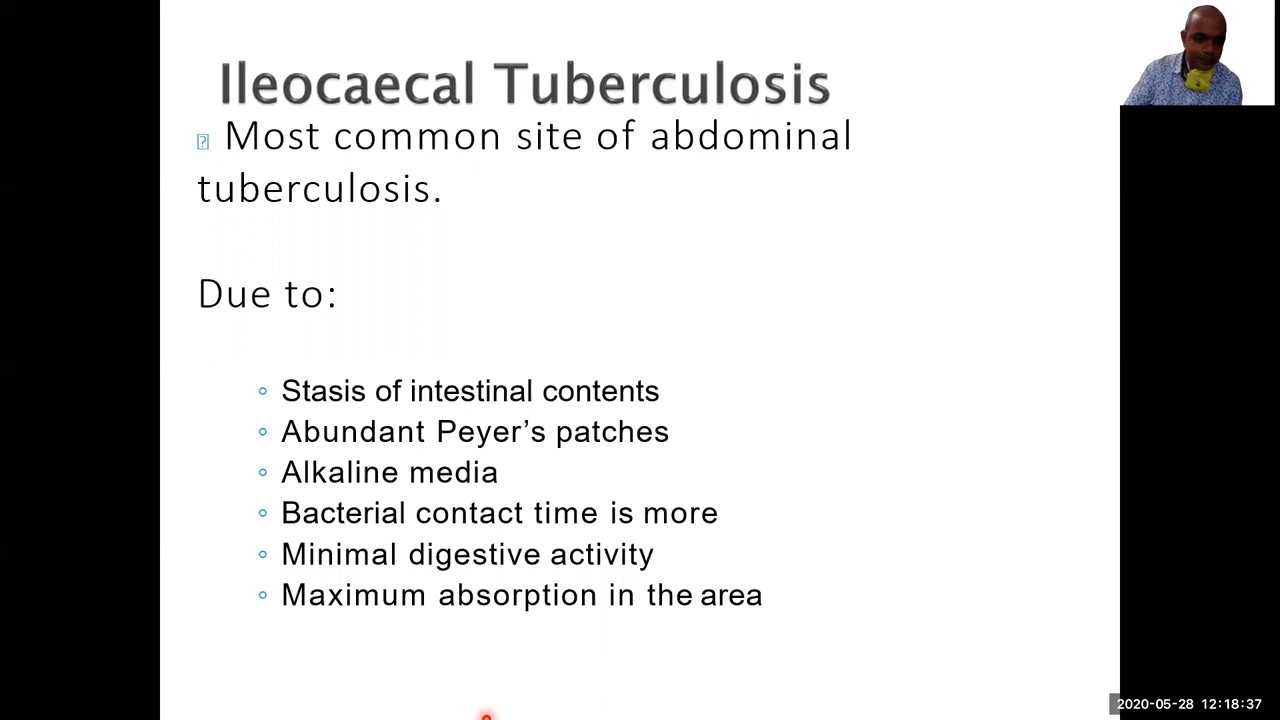 Ileocaecal Tuberculosis
Most common site of abdominal
tuberculosis.
Due to:
Stasis of intestinal contents
Abundant Peyer’s patches
Alkaline media
Bacterial contact time is more
Minimal digestive activity
Maximum absorption in the area
2020-05-28 12:18:37